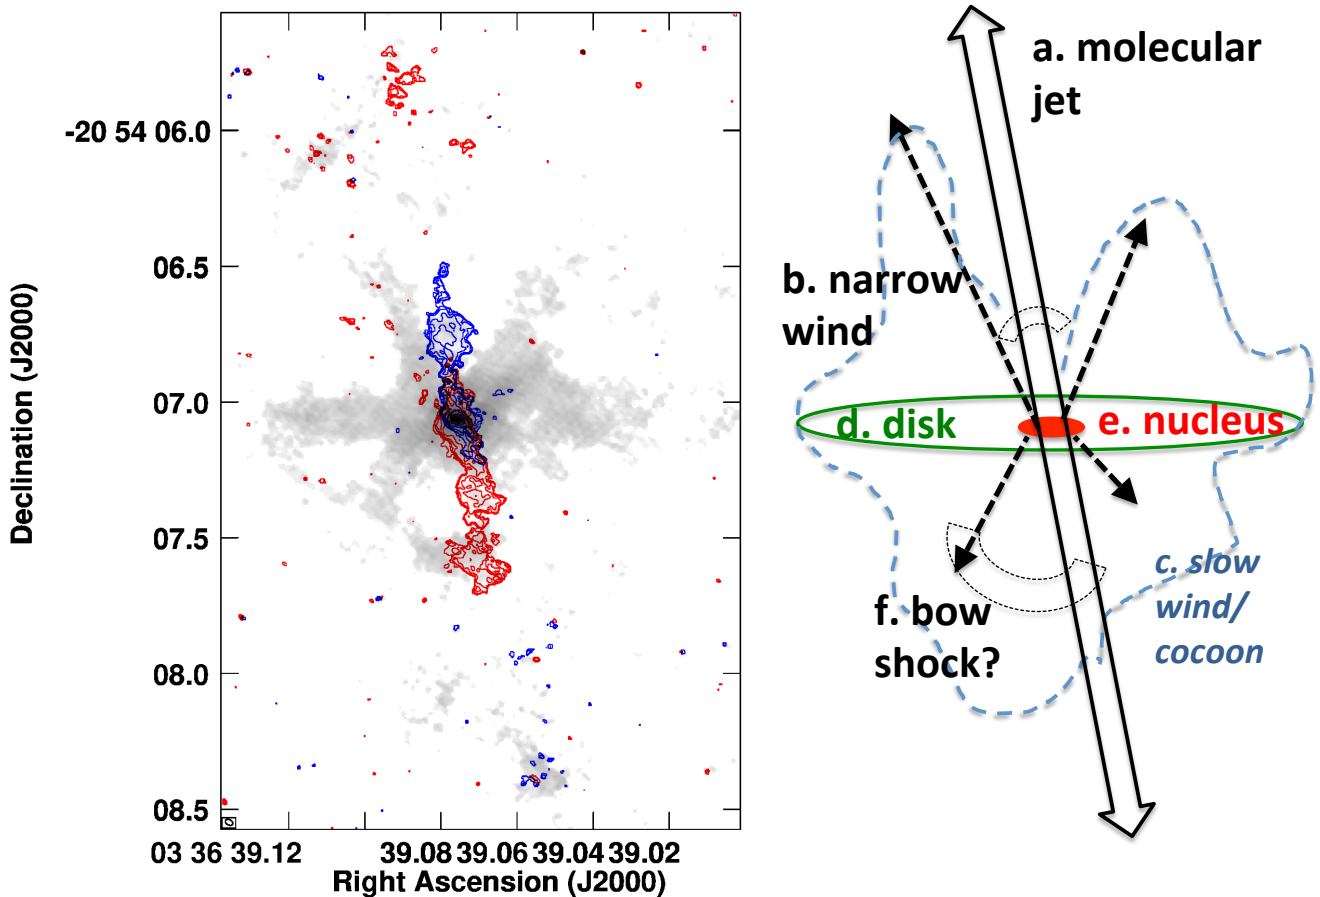 Declination (J2000)
-20 54 06.0
06.5
07.0
07.5
08.0
08.5
03 36 39.12
39.08
39.06
39.04
39.02
Right Ascension (J2000)
a. molecular
jet
b. narrow
wind
d. disk
e. nucleus
c. slow
wind/
cocoon
f. bow
shock?